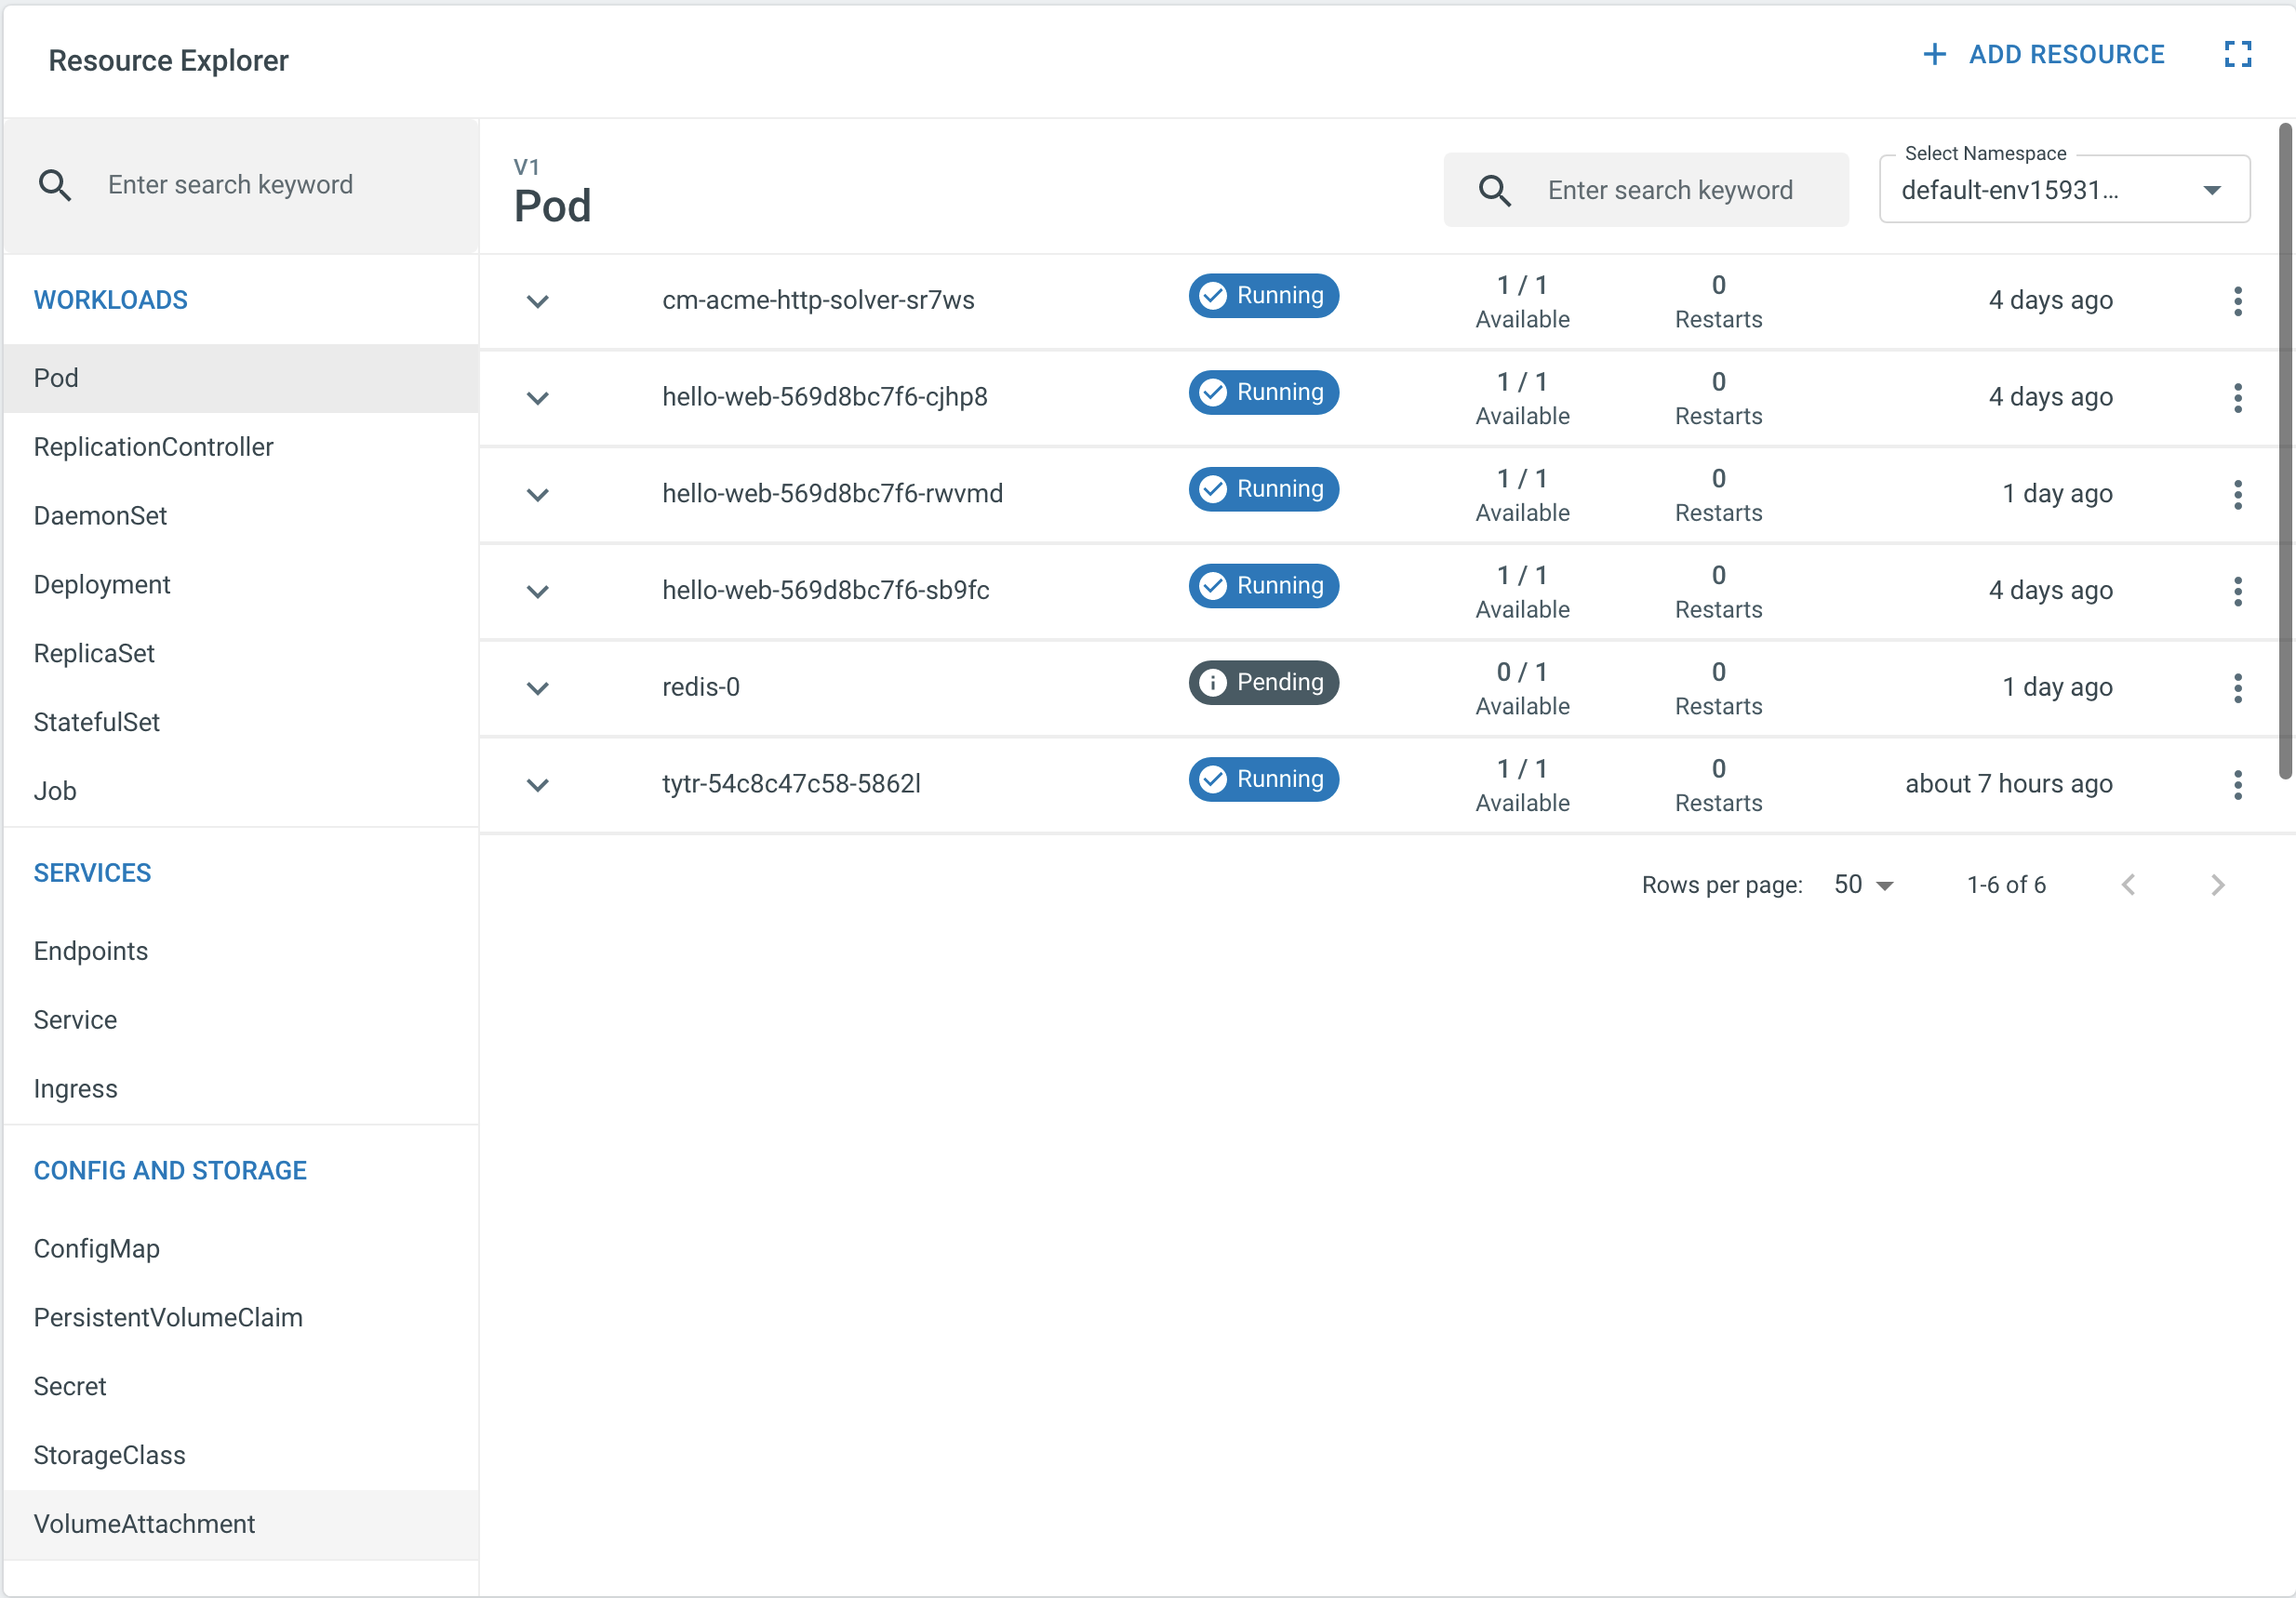 Resource Explorer
ADD RESOURCE
Enter search keyword
WORKLOADS
Pod
ReplicationController
DaemonSet
Deployment
ReplicaSet
StatefulSet
Job
SERVICES
Endpoints
Service
Ingress
CONFIG AND STORAGE
ConfigMap
PersistentVolumeClaim
Secret
StorageClass
VolumeAttachment
V1
Pod
Enter search keyword
Select Namespace
default-env15931...
cm-acme-http-solver-sr7ws Running 1 / 1 Available 0 Restarts 4 days ago
hello-web-569d8bc7f6-cjhp8 Running 1 / 1 Available 0 Restarts 4 days ago
hello-web-569d8bc7f6-rwvmd Running 1 / 1 Available 0 Restarts 1 day ago
hello-web-569d8bc7f6-sb9fc Running 1 / 1 Available 0 Restarts 4 days ago
redis-0 Pending 0 / 1 Available 0 Restarts 1 day ago
tytr-54c8c47c58-5862l Running 1 / 1 Available 0 Restarts about 7 hours ago
Rows per page: 50 1-6 of 6